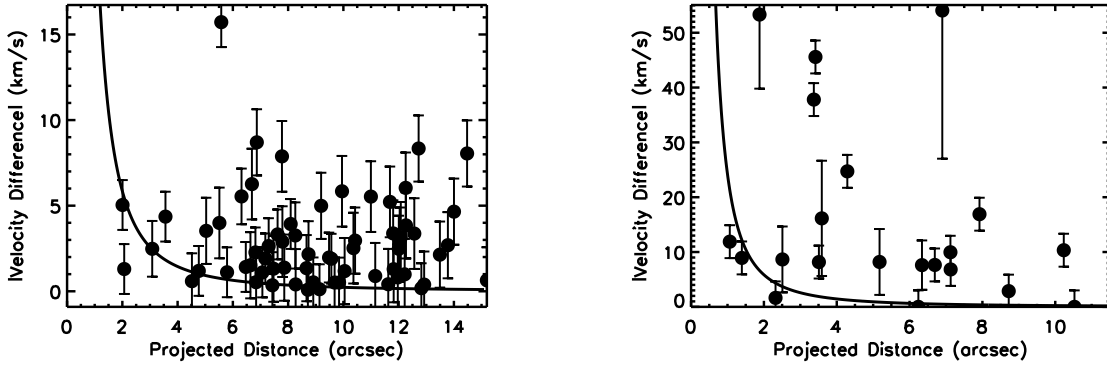 15
10
5
0
0 2 4 6 8 10 12 14
Projected Distance (arcsec)
|Velocity Difference| (km/s)
50
40
30
20
10
0
0 2 4 6 8 10
Projected Distance (arcsec)
|Velocity Difference| (km/s)